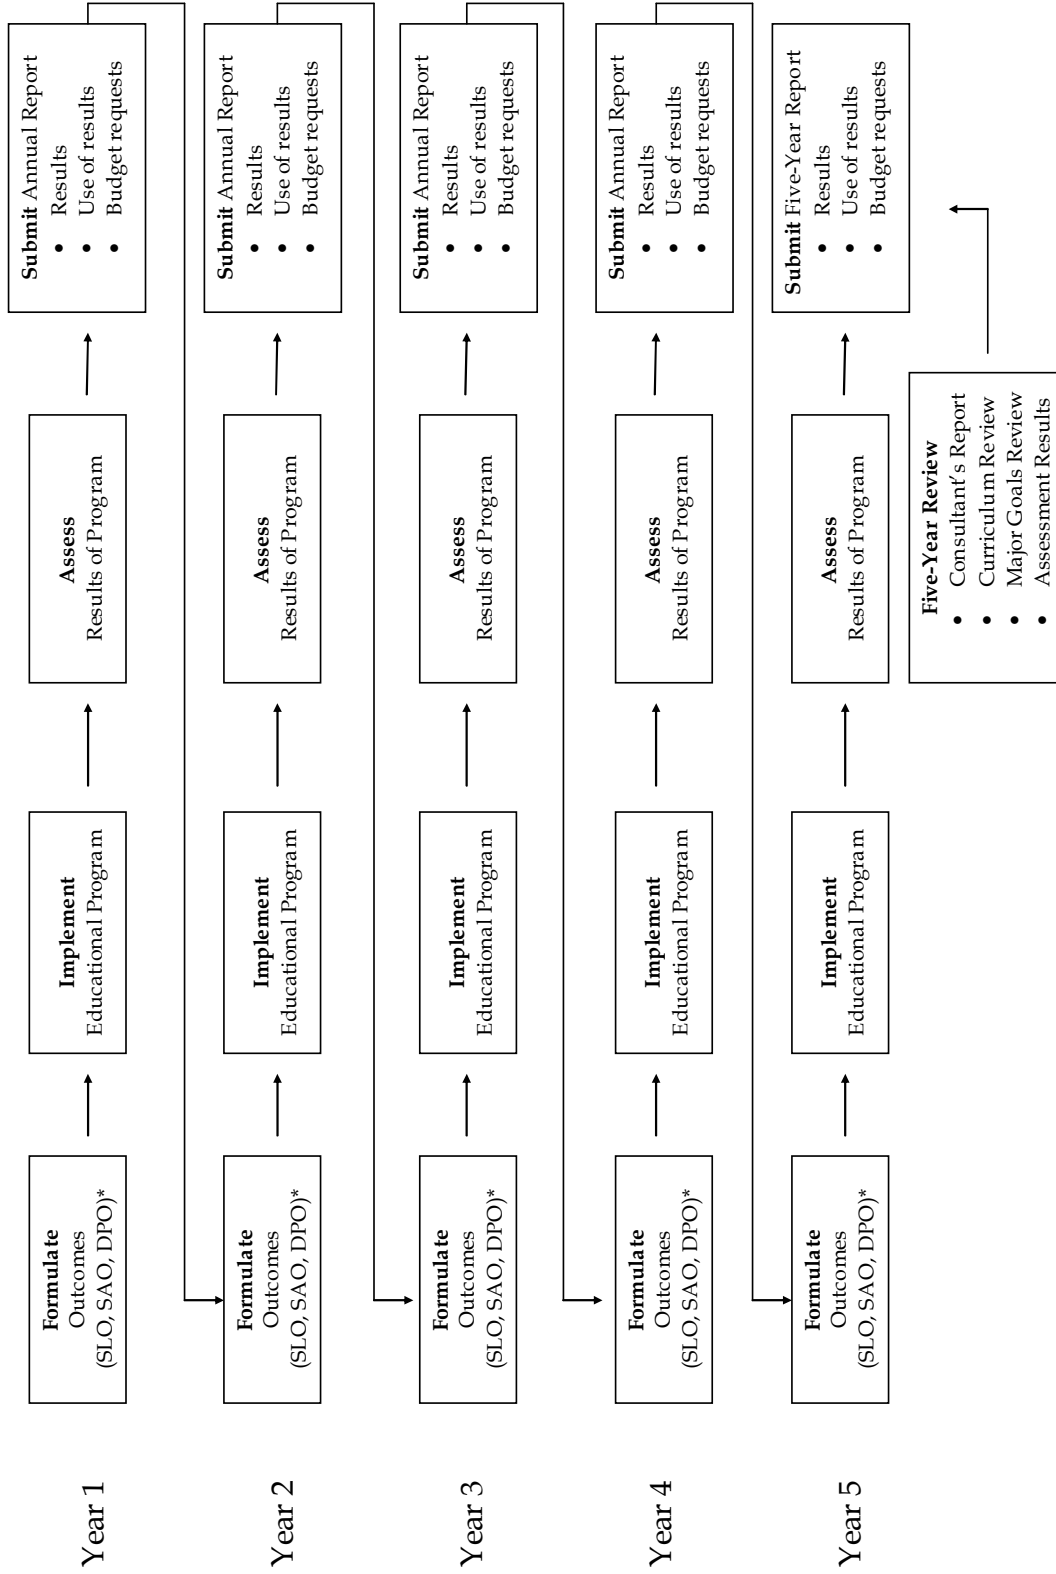 Year 1
Formulate
Outcomes
(SLO, SAO, DPO)*
Implement
Educational Program
Assess
Results of Program
Submit Annual Report
• Results
• Use of results
• Budget requests
Year 2
Formulate
Outcomes
(SLO, SAO, DPO)*
Implement
Educational Program
Assess
Results of Program
Submit Annual Report
• Results
• Use of results
• Budget requests
Year 3
Formulate
Outcomes
(SLO, SAO, DPO)*
Implement
Educational Program
Assess
Results of Program
Submit Annual Report
• Results
• Use of results
• Budget requests
Year 4
Formulate
Outcomes
(SLO, SAO, DPO)*
Implement
Educational Program
Assess
Results of Program
Submit Annual Report
• Results
• Use of results
• Budget requests
Year 5
Formulate
Outcomes
(SLO, SAO, DPO)*
Implement
Educational Program
Assess
Results of Program
Submit Five-Year Report
• Results
• Use of results
• Budget requests
Five-Year Review
• Consultant's Report
• Curriculum Review
• Major Goals Review
• Assessment Results